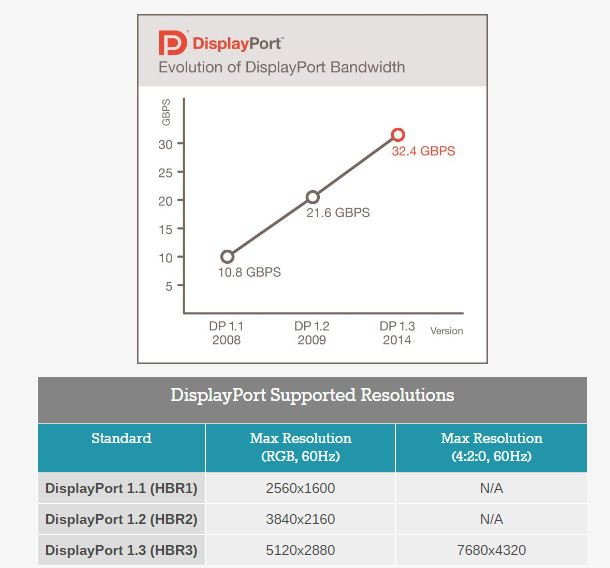 DisplayPort™
Evolution of DisplayPort Bandwidth
GBPS
30
25
20
15
10
5
32.4 GBPS
21.6 GBPS
10.8 GBPS
DP 1.1 DP 1.2 DP 1.3 Version
2008 2009 2014
DisplayPort Supported Resolutions
Standard Max Resolution (RGB, 60Hz) Max Resolution (4:2:0, 60Hz)
DisplayPort 1.1 (HBR1) 2560x1600 N/A
DisplayPort 1.2 (HBR2) 3840x2160 N/A
DisplayPort 1.3 (HBR3) 5120x2880 7680x4320